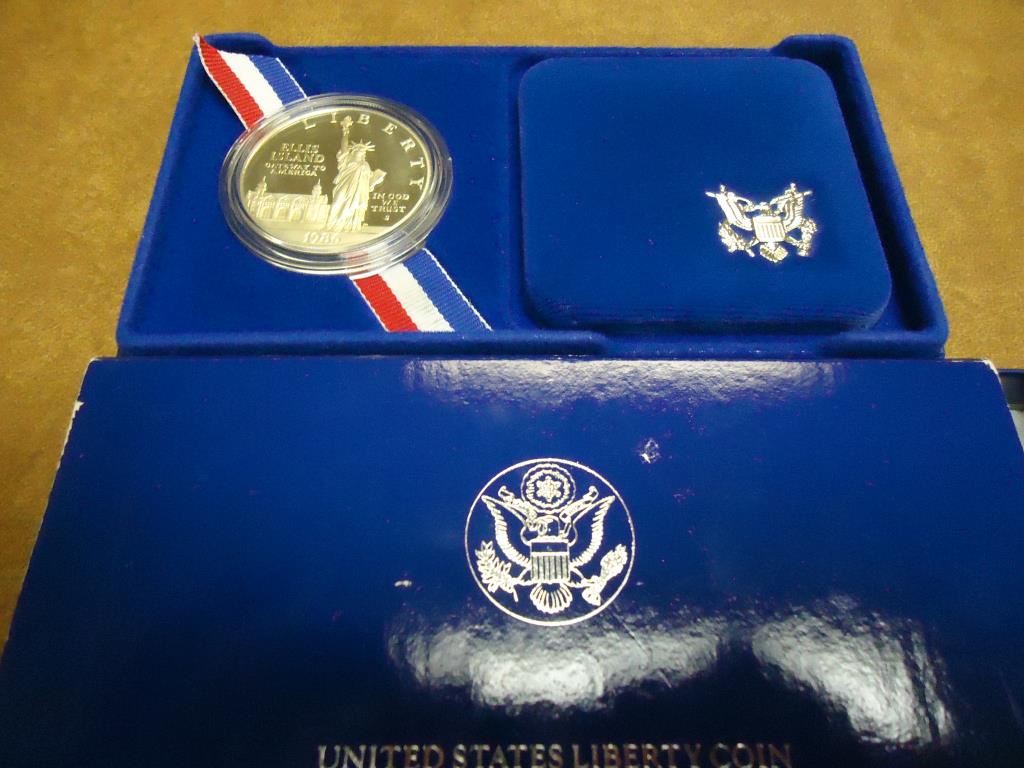 LIBERTY
ELLIS
ISLAND
GATEWAY TO
AMERICA
IN GOD
WE
TRUST
S
1986
UNITED STATES LIBERTY COIN